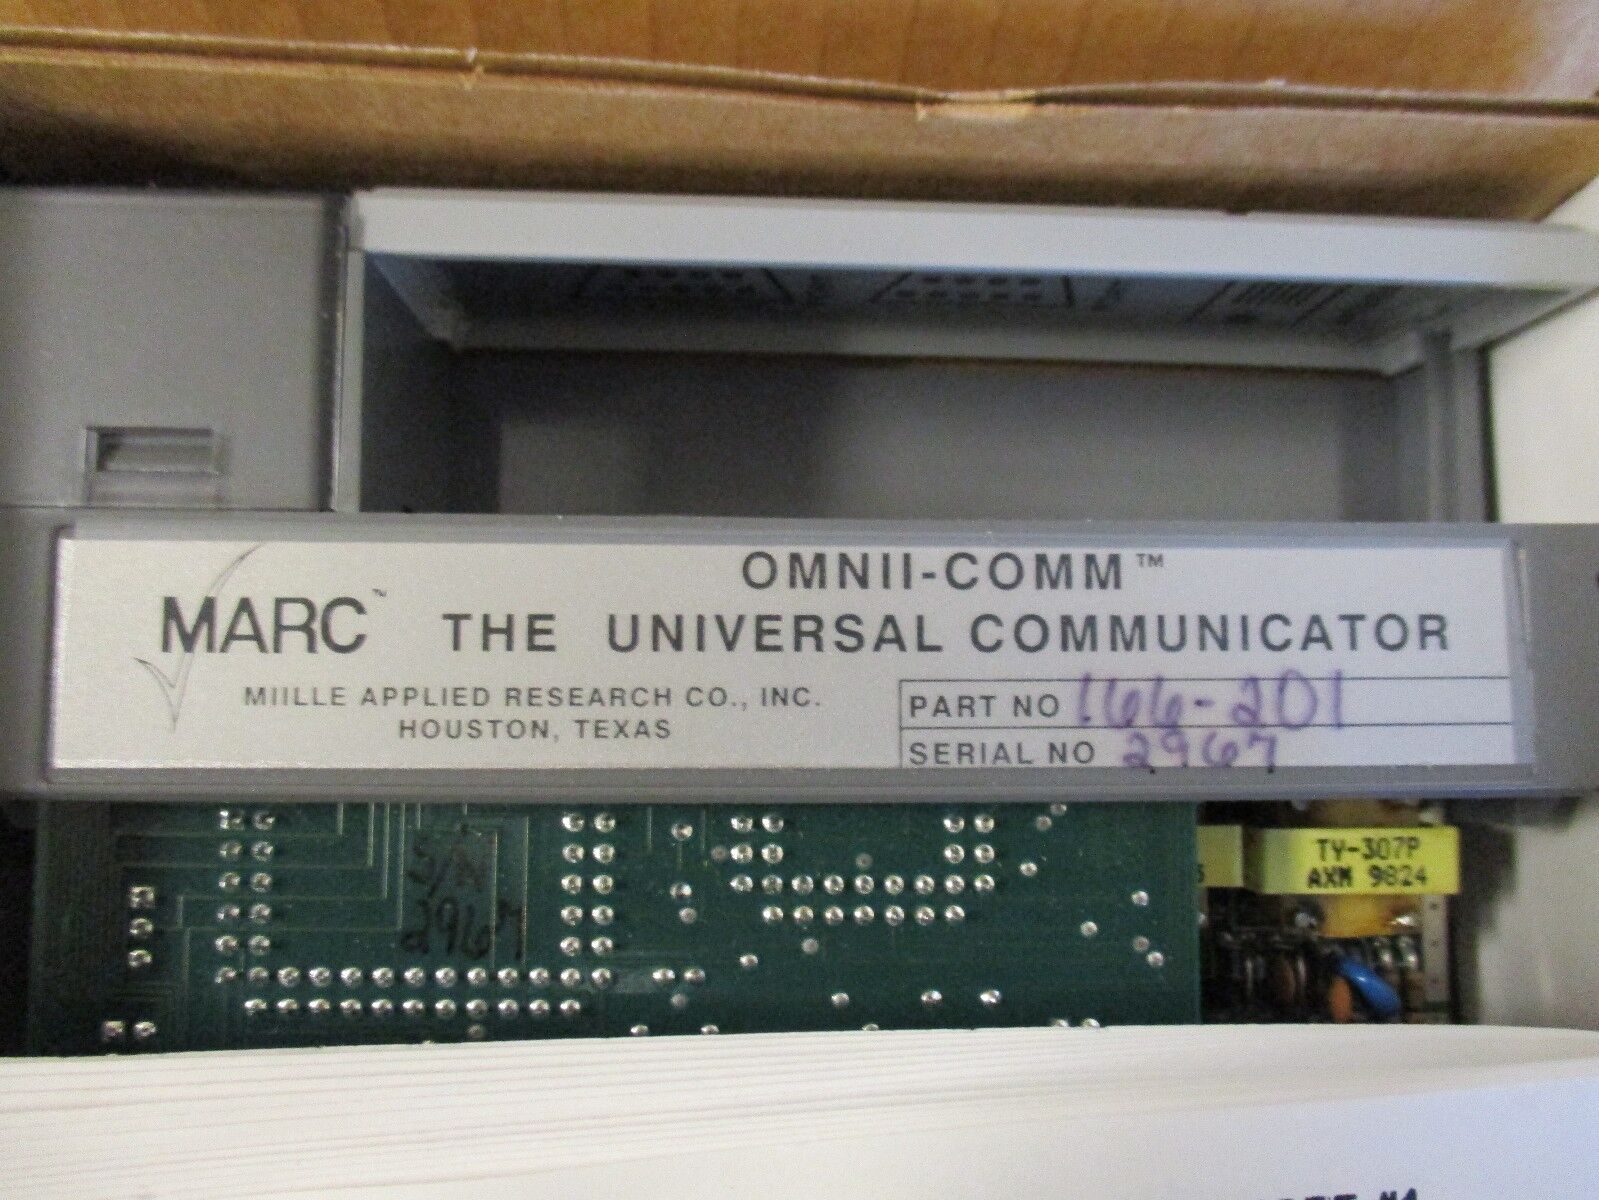 OMNII-COMM™
MARC™ THE UNIVERSAL COMMUNICATOR
MIILLE APPLIED RESEARCH CO., INC.
HOUSTON, TEXAS
PART NO 166-201
SERIAL NO 2967
S/N
2967
TY-307P
AXM 9824
#1